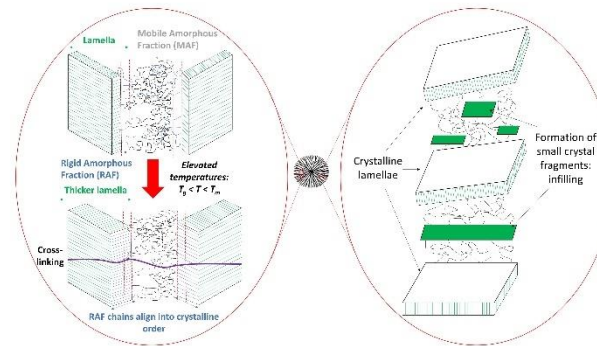 Lamella
Mobile Amorphous
Fraction (MAF)
Rigid Amorphous
Fraction (RAF)
Elevated
temperatures:
Tg < T < Tm
Thicker lamella
Cross-
linking
RAF chains align into crystalline
order
Crystalline
lamellae
Formation of
small crystal
fragments:
infilling